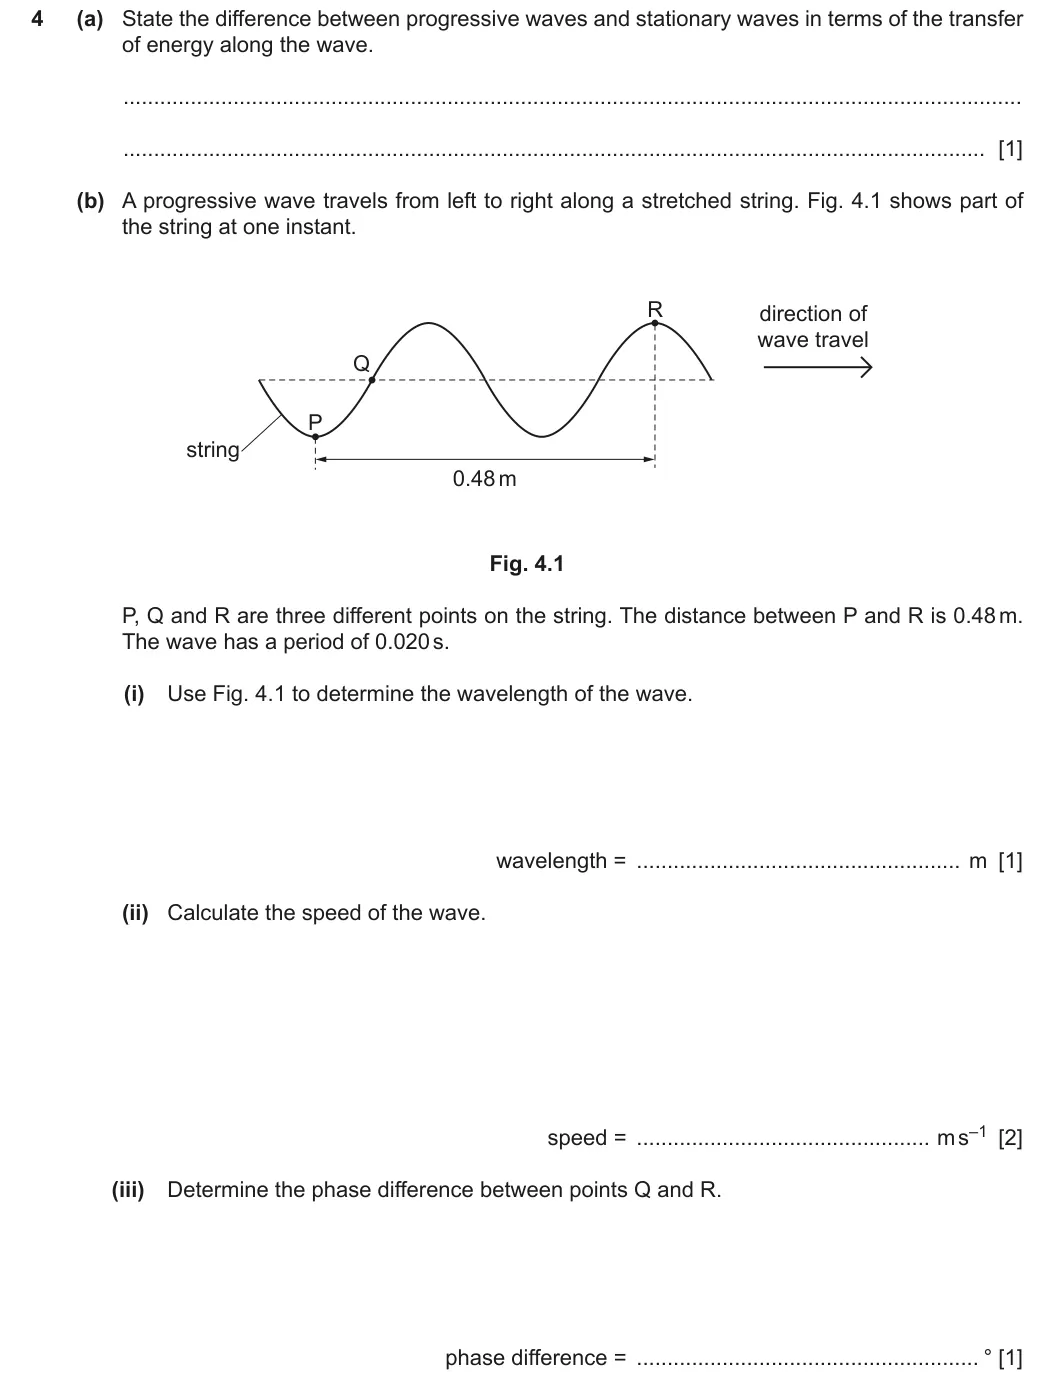 4 (a) State the difference between progressive waves and stationary waves in terms of the transfer
of energy along the wave.
..........................................................................................................................................
.................................................................................................................................... [1]
(b) A progressive wave travels from left to right along a stretched string. Fig. 4.1 shows part of
the string at one instant.
R
direction of
wave travel
Q
P
string
0.48 m
Fig. 4.1
P, Q and R are three different points on the string. The distance between P and R is 0.48 m.
The wave has a period of 0.020 s.
(i) Use Fig. 4.1 to determine the wavelength of the wave.
wavelength = ..................................................... m [1]
(ii) Calculate the speed of the wave.
speed = ................................................ m s⁻¹ [2]
(iii) Determine the phase difference between points Q and R.
phase difference = ........................................................ ° [1]